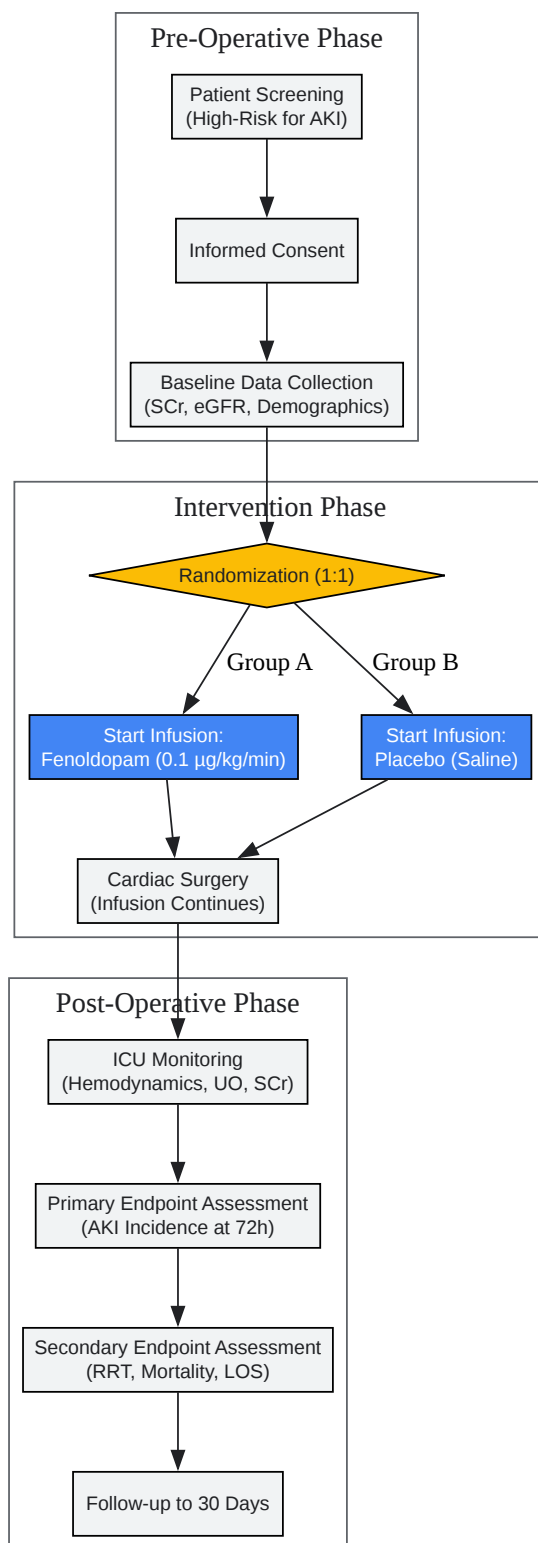 Pre-Operative Phase
Patient Screening
(High-Risk for AKI)
Informed Consent
Baseline Data Collection
(SCr, eGFR, Demographics)
Intervention Phase
Randomization (1:1)
Group A
Group B
Start Infusion:
Fenoldopam (0.1 µg/kg/min)
Start Infusion:
Placebo (Saline)
Cardiac Surgery
(Infusion Continues)
Post-Operative Phase
ICU Monitoring
(Hemodynamics, UO, SCr)
Primary Endpoint Assessment
(AKI Incidence at 72h)
Secondary Endpoint Assessment
(RRT, Mortality, LOS)
Follow-up to 30 Days